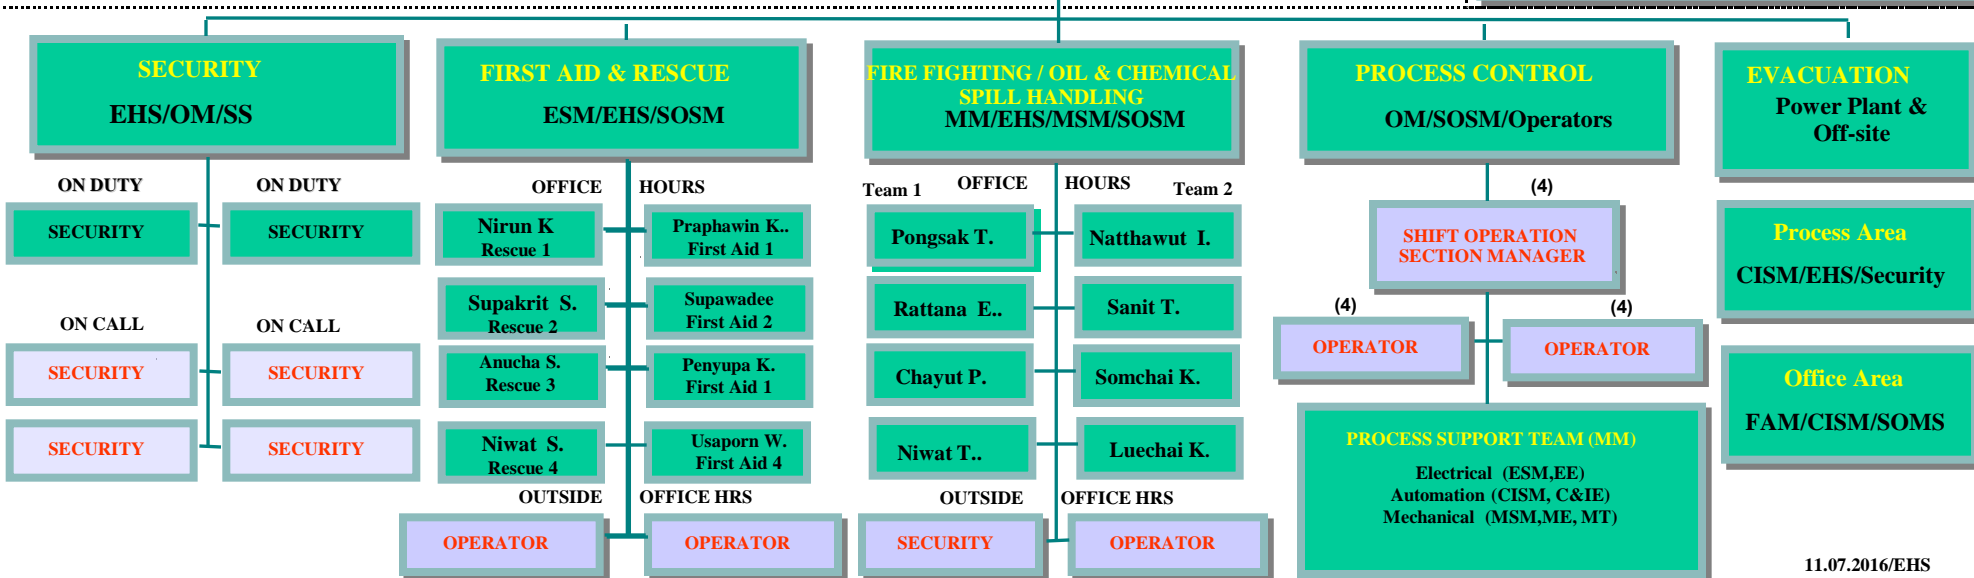 SECURITY
EHS/OM/SS
ON DUTY
ON DUTY
SECURITY
SECURITY
ON CALL
ON CALL
SECURITY
SECURITY
SECURITY
SECURITY
FIRST AID & RESCUE
ESM/EHS/SOSM
OFFICE HOURS
Nirun K
Rescue 1
Praphawin K..
First Aid 1
Supakrit S.
Rescue 2
Supawadee
First Aid 2
Anucha S.
Rescue 3
Penyupa K.
First Aid 1
Niwat S.
Rescue 4
Usaporn W.
First Aid 4
OUTSIDE OFFICE HRS
OPERATOR
OPERATOR
FIRE FIGHTING / OIL & CHEMICAL
SPILL HANDLING
MM/EHS/MSM/SOSM
Team 1 OFFICE HOURS Team 2
Pongsak T.
Natthawut I.
Rattana E..
Sanit T.
Chayut P.
Somchai K.
Niwat T..
Luechai K.
OUTSIDE OFFICE HRS
SECURITY
OPERATOR
PROCESS CONTROL
OM/SOSM/Operators
(4)
SHIFT OPERATION
SECTION MANAGER
(4)
(4)
OPERATOR
OPERATOR
PROCESS SUPPORT TEAM (MM)
Electrical (ESM,EE)
Automation (CISM, C&IE)
Mechanical (MSM,ME, MT)
EVACUATION
Power Plant &
Off-site
Process Area
CISM/EHS/Security
Office Area
FAM/CISM/SOMS
11.07.2016/EHS